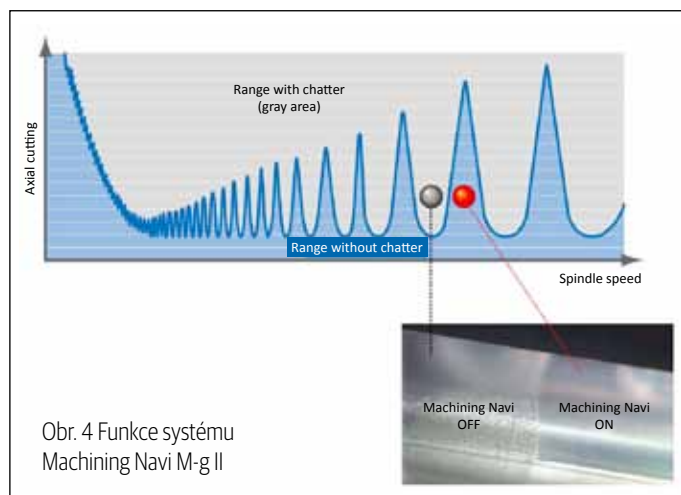 Range with chatter
(gray area)
Axial cutting
Range without chatter
Spindle speed
Machining Navi
OFF
Machining Navi
ON
Obr. 4 Funkce systému
Machining Navi M-g II